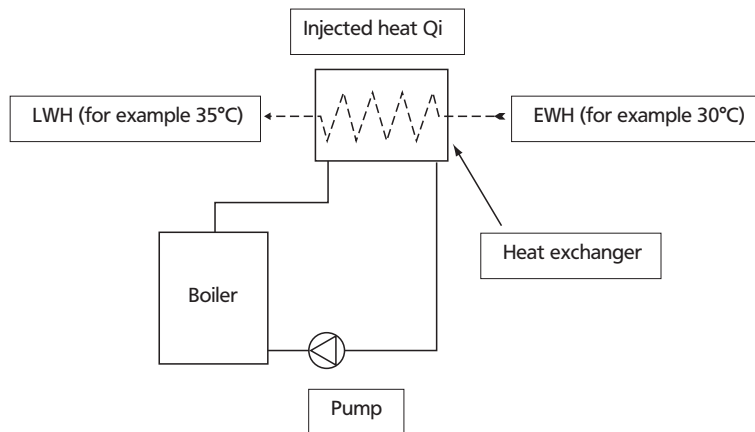 Injected heat Qi
LWH (for example 35°C)
EWH (for example 30°C)
Heat exchanger
Boiler
Pump